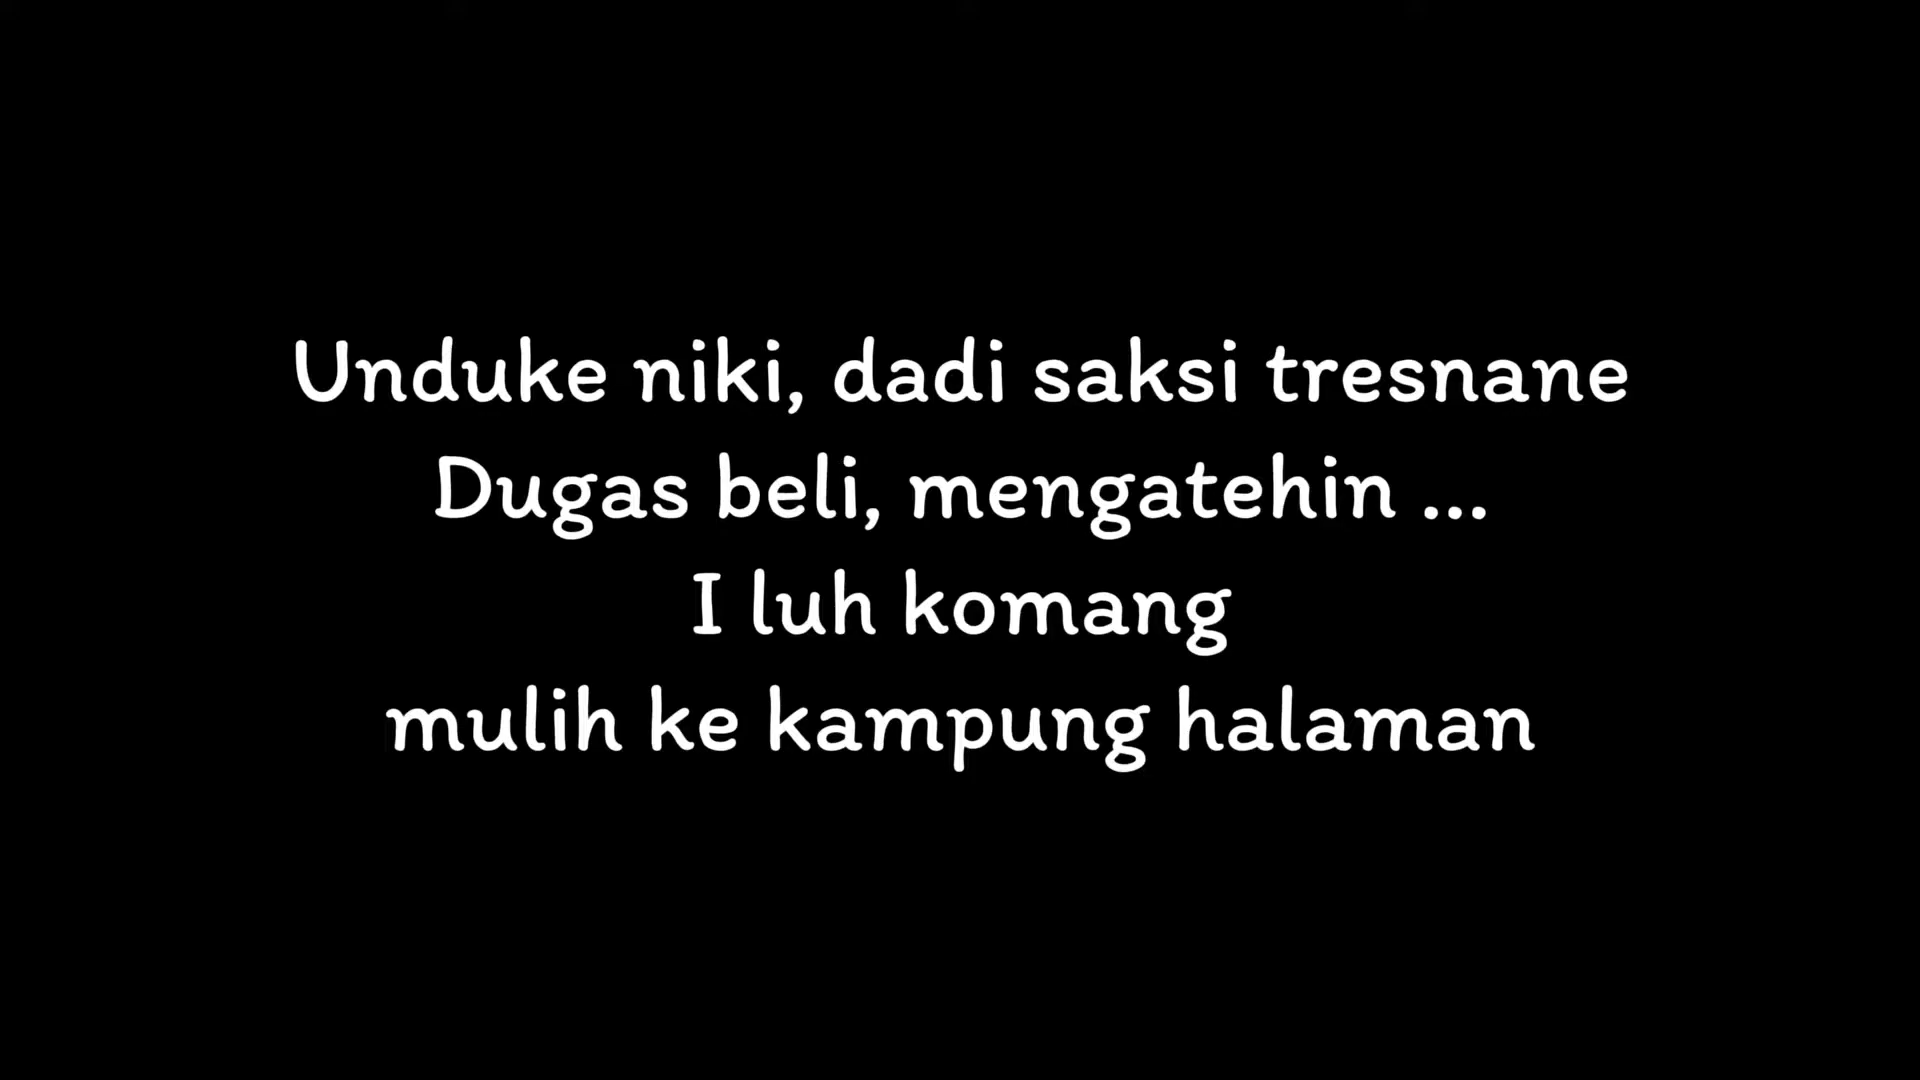 Unduke niki, dadi saksi tresnane
Dugas beli, mengatehin ...
I luh komang
mulih ke kampung halaman